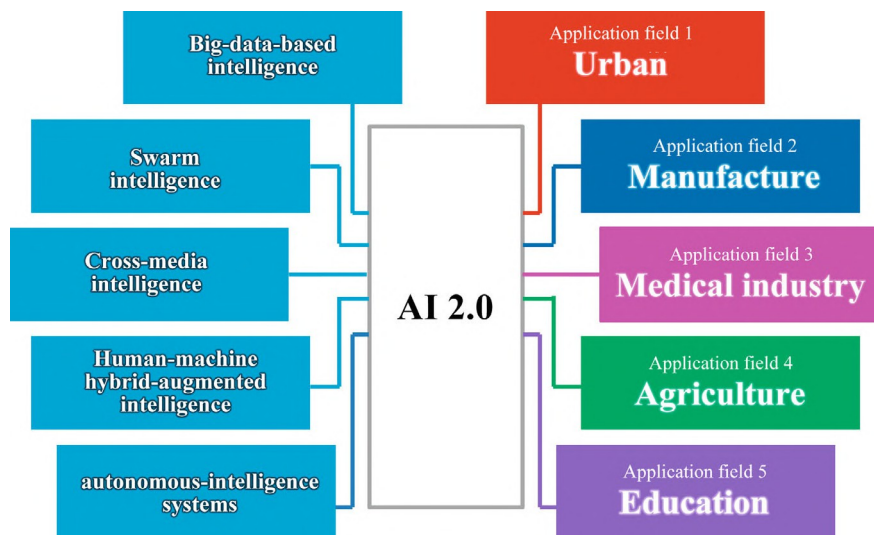 Big-data-based
intelligence
Swarm
intelligence
Cross-media
intelligence
Human-machine
hybrid-augmented
intelligence
autonomous-intelligence
systems
AI 2.0
Application field 1
Urban
Application field 2
Manufacture
Application field 3
Medical industry
Application field 4
Agriculture
Application field 5
Education